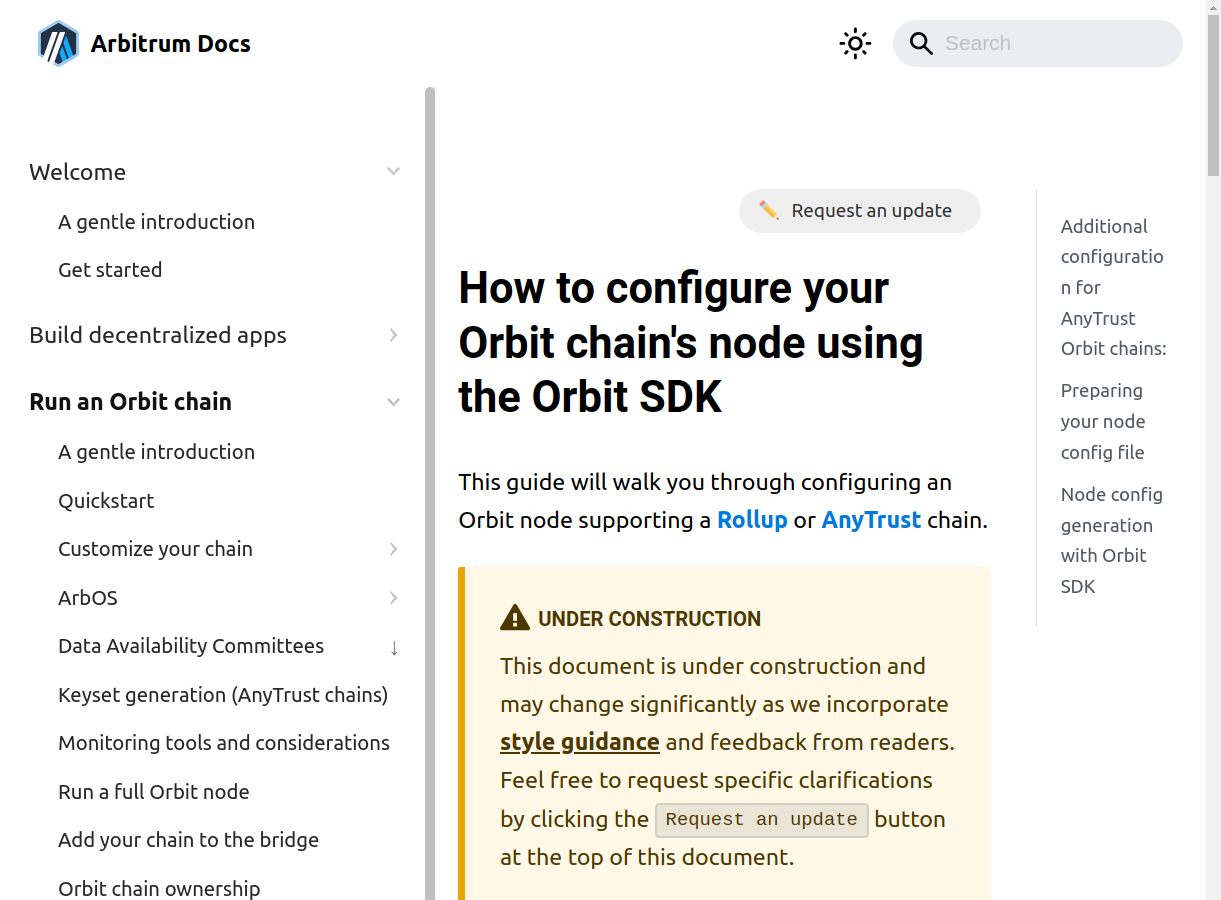 Arbitrum Docs
Search
Welcome
A gentle introduction
Get started
Build decentralized apps
Run an Orbit chain
A gentle introduction
Quickstart
Customize your chain
ArbOS
Data Availability Committees ↓
Keyset generation (AnyTrust chains)
Monitoring tools and considerations
Run a full Orbit node
Add your chain to the bridge
Orbit chain ownership
✏️ Request an update
How to configure your
Orbit chain's node using
the Orbit SDK
This guide will walk you through configuring an
Orbit node supporting a Rollup or AnyTrust chain.
UNDER CONSTRUCTION
This document is under construction and
may change significantly as we incorporate
style guidance and feedback from readers.
Feel free to request specific clarifications
by clicking the Request an update button
at the top of this document.
Additional
configuratio
n for
AnyTrust
Orbit chains:
Preparing
your node
config file
Node config
generation
with Orbit
SDK